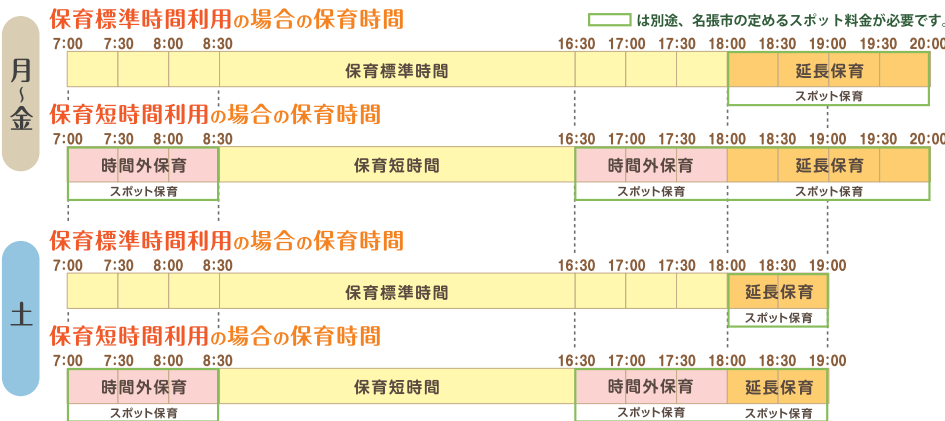 保育標準時間利用の場合の保育時間
は別途、名張市の定めるスポット料金が必要です。
月〜金
7:00 7:30 8:00 8:30 16:30 17:00 17:30 18:00 18:30 19:00 19:30 20:00
保育標準時間 延長保育
スポット保育
保育短時間利用の場合の保育時間
7:00 7:30 8:00 8:30 16:30 17:00 17:30 18:00 18:30 19:00 19:30 20:00
時間外保育 保育短時間 時間外保育 延長保育
スポット保育 スポット保育 スポット保育
土
保育標準時間利用の場合の保育時間
7:00 7:30 8:00 8:30 16:30 17:00 17:30 18:00 18:30 19:00
保育標準時間 延長保育
スポット保育
保育短時間利用の場合の保育時間
7:00 7:30 8:00 8:30 16:30 17:00 17:30 18:00 18:30 19:00
時間外保育 保育短時間 時間外保育 延長保育
スポット保育 スポット保育 スポット保育